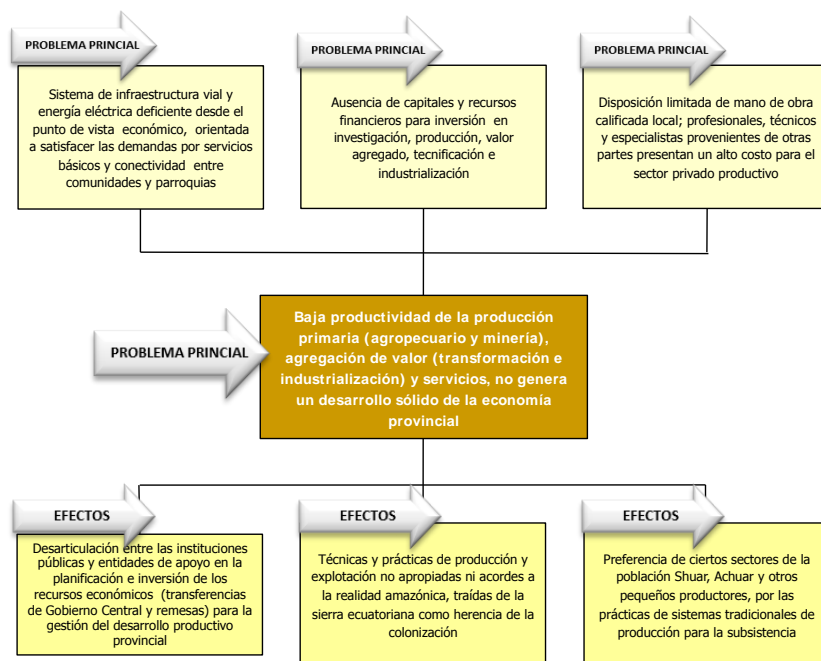 PROBLEMA PRINCIAL
Sistema de infraestructura vial y
energía eléctrica deficiente desde el
punto de vista económico, orientada
a satisfacer las demandas por servicios
básicos y conectividad entre
comunidades y parroquias
PROBLEMA PRINCIAL
Ausencia de capitales y recursos
financieros para inversión en
investigación, producción, valor
agregado, tecnificación e
industrialización
PROBLEMA PRINCIAL
Disposición limitada de mano de obra
calificada local; profesionales, técnicos
y especialistas provenientes de otras
partes presentan un alto costo para el
sector privado productivo
PROBLEMA PRINCIAL
Baja productividad de la producción
primaria (agropecuario y minería),
agregación de valor (transformación e
industrialización) y servicios, no genera
un desarrollo sólido de la economía
provincial
EFECTOS
Desarticulación entre las instituciones
públicas y entidades de apoyo en la
planificación e inversión de los
recursos económicos (transferencias
de Gobierno Central y remesas) para la
gestión del desarrollo productivo
provincial
EFECTOS
Técnicas y prácticas de producción y
explotación no apropiadas ni acordes a
la realidad amazónica, traídas de la
sierra ecuatoriana como herencia de la
colonización
EFECTOS
Preferencia de ciertos sectores de la
población Shuar, Achuar y otros
pequeños productores, por las
prácticas de sistemas tradicionales de
producción para la subsistencia